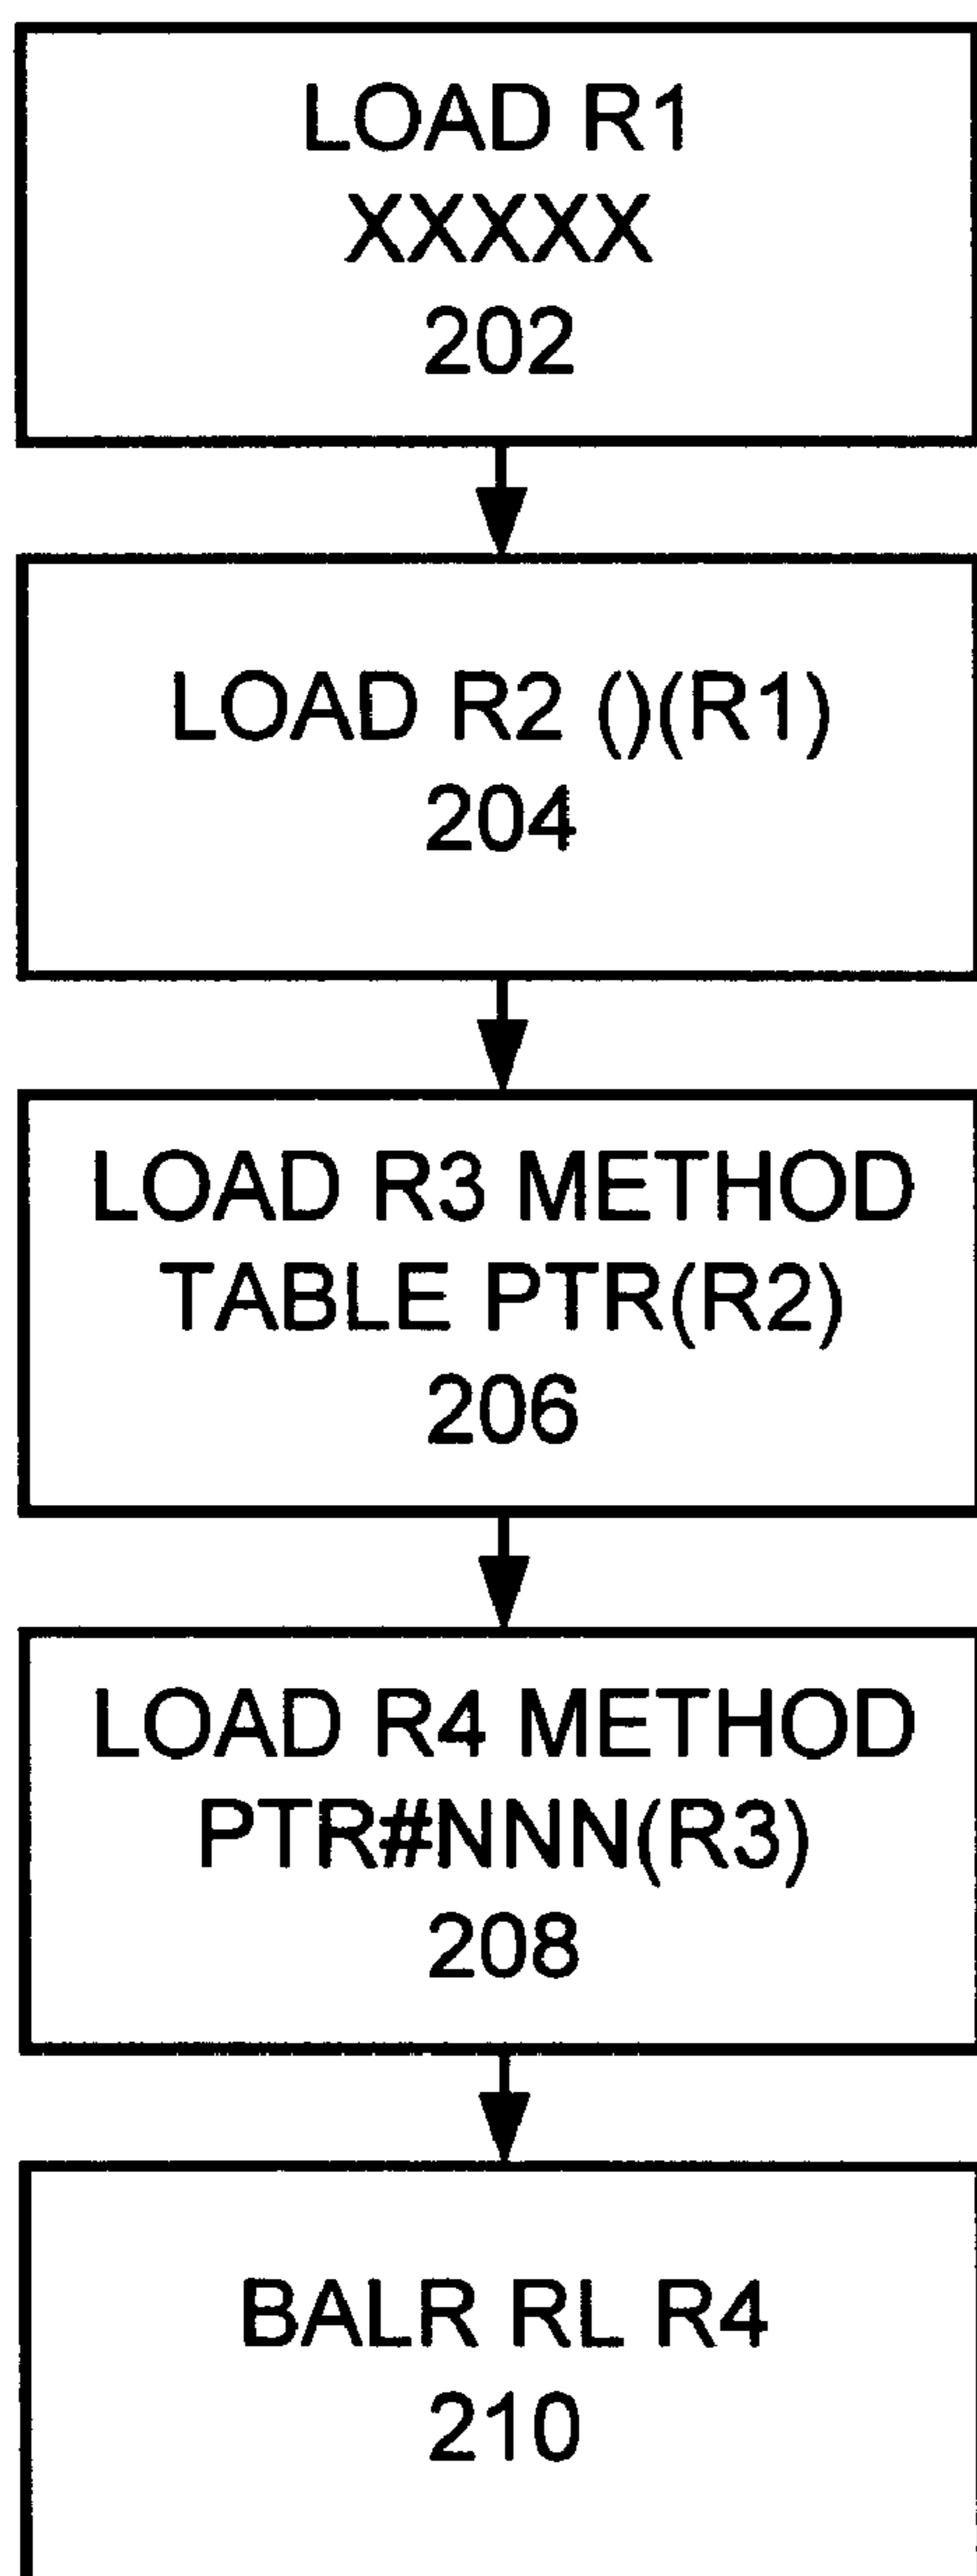 LOAD R1
XXXXX
202
LOAD R2 ()(R1)
204
LOAD R3 METHOD
TABLE PTR(R2)
206
LOAD R4 METHOD
PTR#NNN(R3)
208
BALR RL R4
210